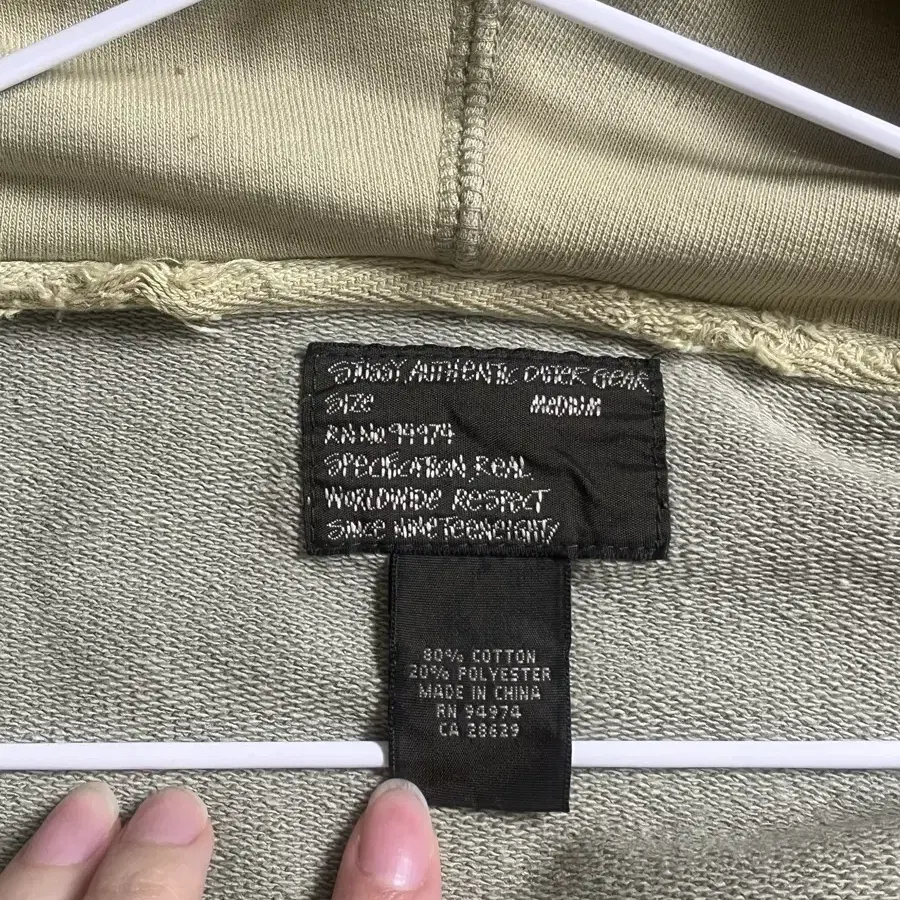 STUSSY AUTHENTIC OUTER GEAR
SIZE MEDIUM
RN NO 94974
SPECIFICATION REAL
WORLDWIDE RESPECT
SINCE NINETEENEIGHTY
80% COTTON
20% POLYESTER
MADE IN CHINA
RN 94974
CA 28629